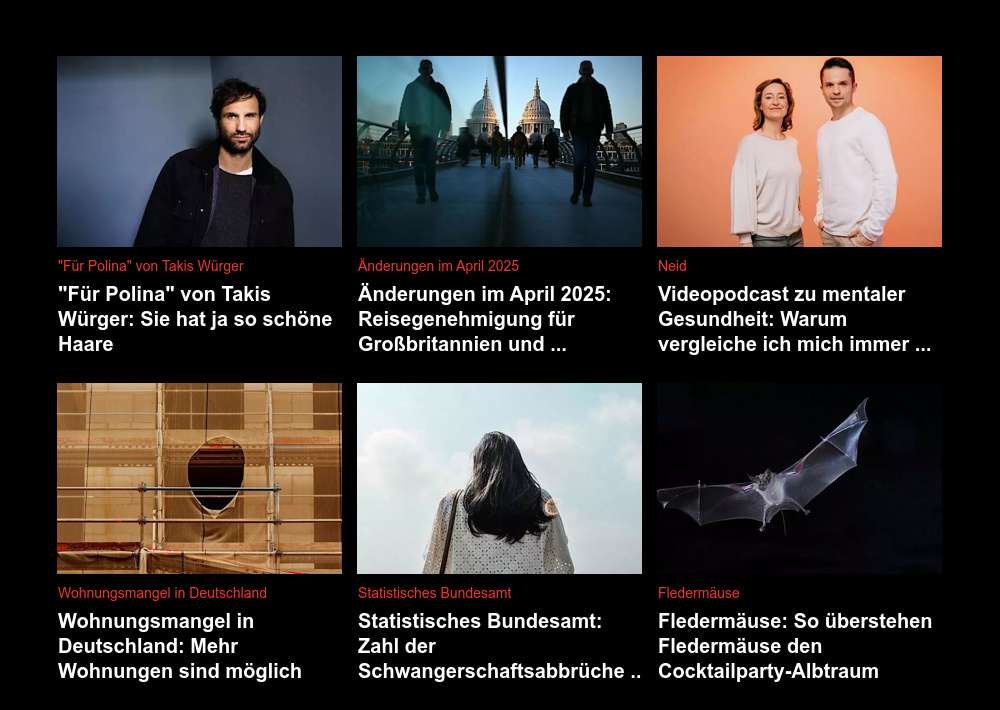 "Für Polina" von Takis Würger
"Für Polina" von Takis
Würger: Sie hat ja so schöne
Haare
Änderungen im April 2025
Änderungen im April 2025:
Reisegenehmigung für
Großbritannien und ...
Neid
Videopodcast zu mentaler
Gesundheit: Warum
vergleiche ich mich immer ...
Wohnungsmangel in Deutschland
Wohnungsmangel in
Deutschland: Mehr
Wohnungen sind möglich
Statistisches Bundesamt
Statistisches Bundesamt:
Zahl der
Schwangerschaftsabbrüche ..
Fledermäuse
Fledermäuse: So überstehen
Fledermäuse den
Cocktailparty-Albtraum